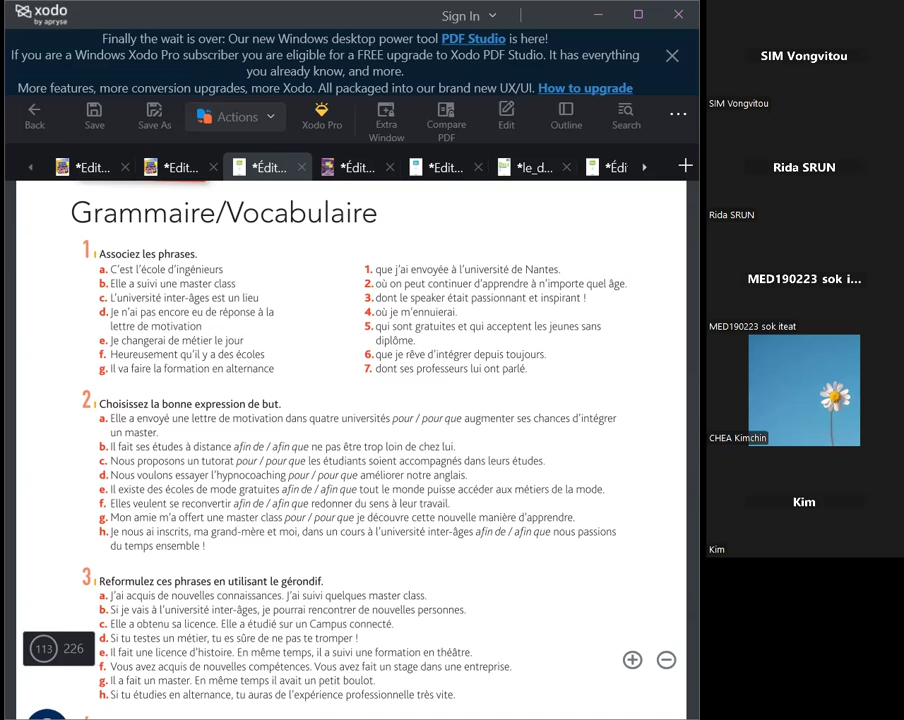 xodo
by apryse
Sign In
Finally the wait is over: Our new Windows desktop power tool PDF Studio is here!
If you are a Windows Xodo Pro subscriber you are eligible for a FREE upgrade to Xodo PDF Studio. It has everything
you already know, and more.
More features, more conversion upgrades, more Xodo. All packaged into our brand new UX/UI. How to upgrade
Back
Save
Save As
Actions
Xodo Pro
Extra Window
Compare PDF
Edit
Outline
Search
*Edit...
*Edit...
*Édit...
*Édit...
*Edit...
*le_d...
*Édi
Grammaire/Vocabulaire
1 Associez les phrases.
a. C'est l'école d'ingénieurs
b. Elle a suivi une master class
c. L'université inter-âges est un lieu
d. Je n'ai pas encore eu de réponse à la
lettre de motivation
e. Je changerai de métier le jour
f. Heureusement qu'il y a des écoles
g. Il va faire la formation en alternance
1. que j'ai envoyée à l'université de Nantes.
2. où on peut continuer d'apprendre à n'importe quel âge.
3. dont le speaker était passionnant et inspirant !
4. où je m'ennuierai.
5. qui sont gratuites et qui acceptent les jeunes sans
diplôme.
6. que je rêve d'intégrer depuis toujours.
7. dont ses professeurs lui ont parlé.
2 Choisissez la bonne expression de but.
a. Elle a envoyé une lettre de motivation dans quatre universités pour / pour que augmenter ses chances d'intégrer
un master.
b. Il fait ses études à distance afin de / afin que ne pas être trop loin de chez lui.
c. Nous proposons un tutorat pour / pour que les étudiants soient accompagnés dans leurs études.
d. Nous voulons essayer l'hypnocoaching pour / pour que améliorer notre anglais.
e. Il existe des écoles de mode gratuites afin de / afin que tout le monde puisse accéder aux métiers de la mode.
f. Elles veulent se reconvertir afin de / afin que redonner du sens à leur travail.
g. Mon amie m'a offert une master class pour / pour que je découvre cette nouvelle manière d'apprendre.
h. Je nous ai inscrits, ma grand-mère et moi, dans un cours à l'université inter-âges afin de / afin que nous passions
du temps ensemble !
3 Reformulez ces phrases en utilisant le gérondif.
a. J'ai acquis de nouvelles connaissances. J'ai suivi quelques master class.
b. Si je vais à l'université inter-âges, je pourrai rencontrer de nouvelles personnes.
c. Elle a obtenu sa licence. Elle a étudié sur un Campus connecté.
d. Si tu testes un métier, tu es sûre de ne pas te tromper !
e. Il fait une licence d'histoire. En même temps, il a suivi une formation en théâtre.
f. Vous avez acquis de nouvelles compétences. Vous avez fait un stage dans une entreprise.
g. Il a fait un master. En même temps il avait un petit boulot.
h. Si tu étudies en alternance, tu auras de l'expérience professionnelle très vite.
113 226
SIM Vongvitou
SIM Vongvitou
Rida SRUN
Rida SRUN
MED190223 sok i...
MED190223 sok iteat
CHEA Kimchin
Kim
Kim